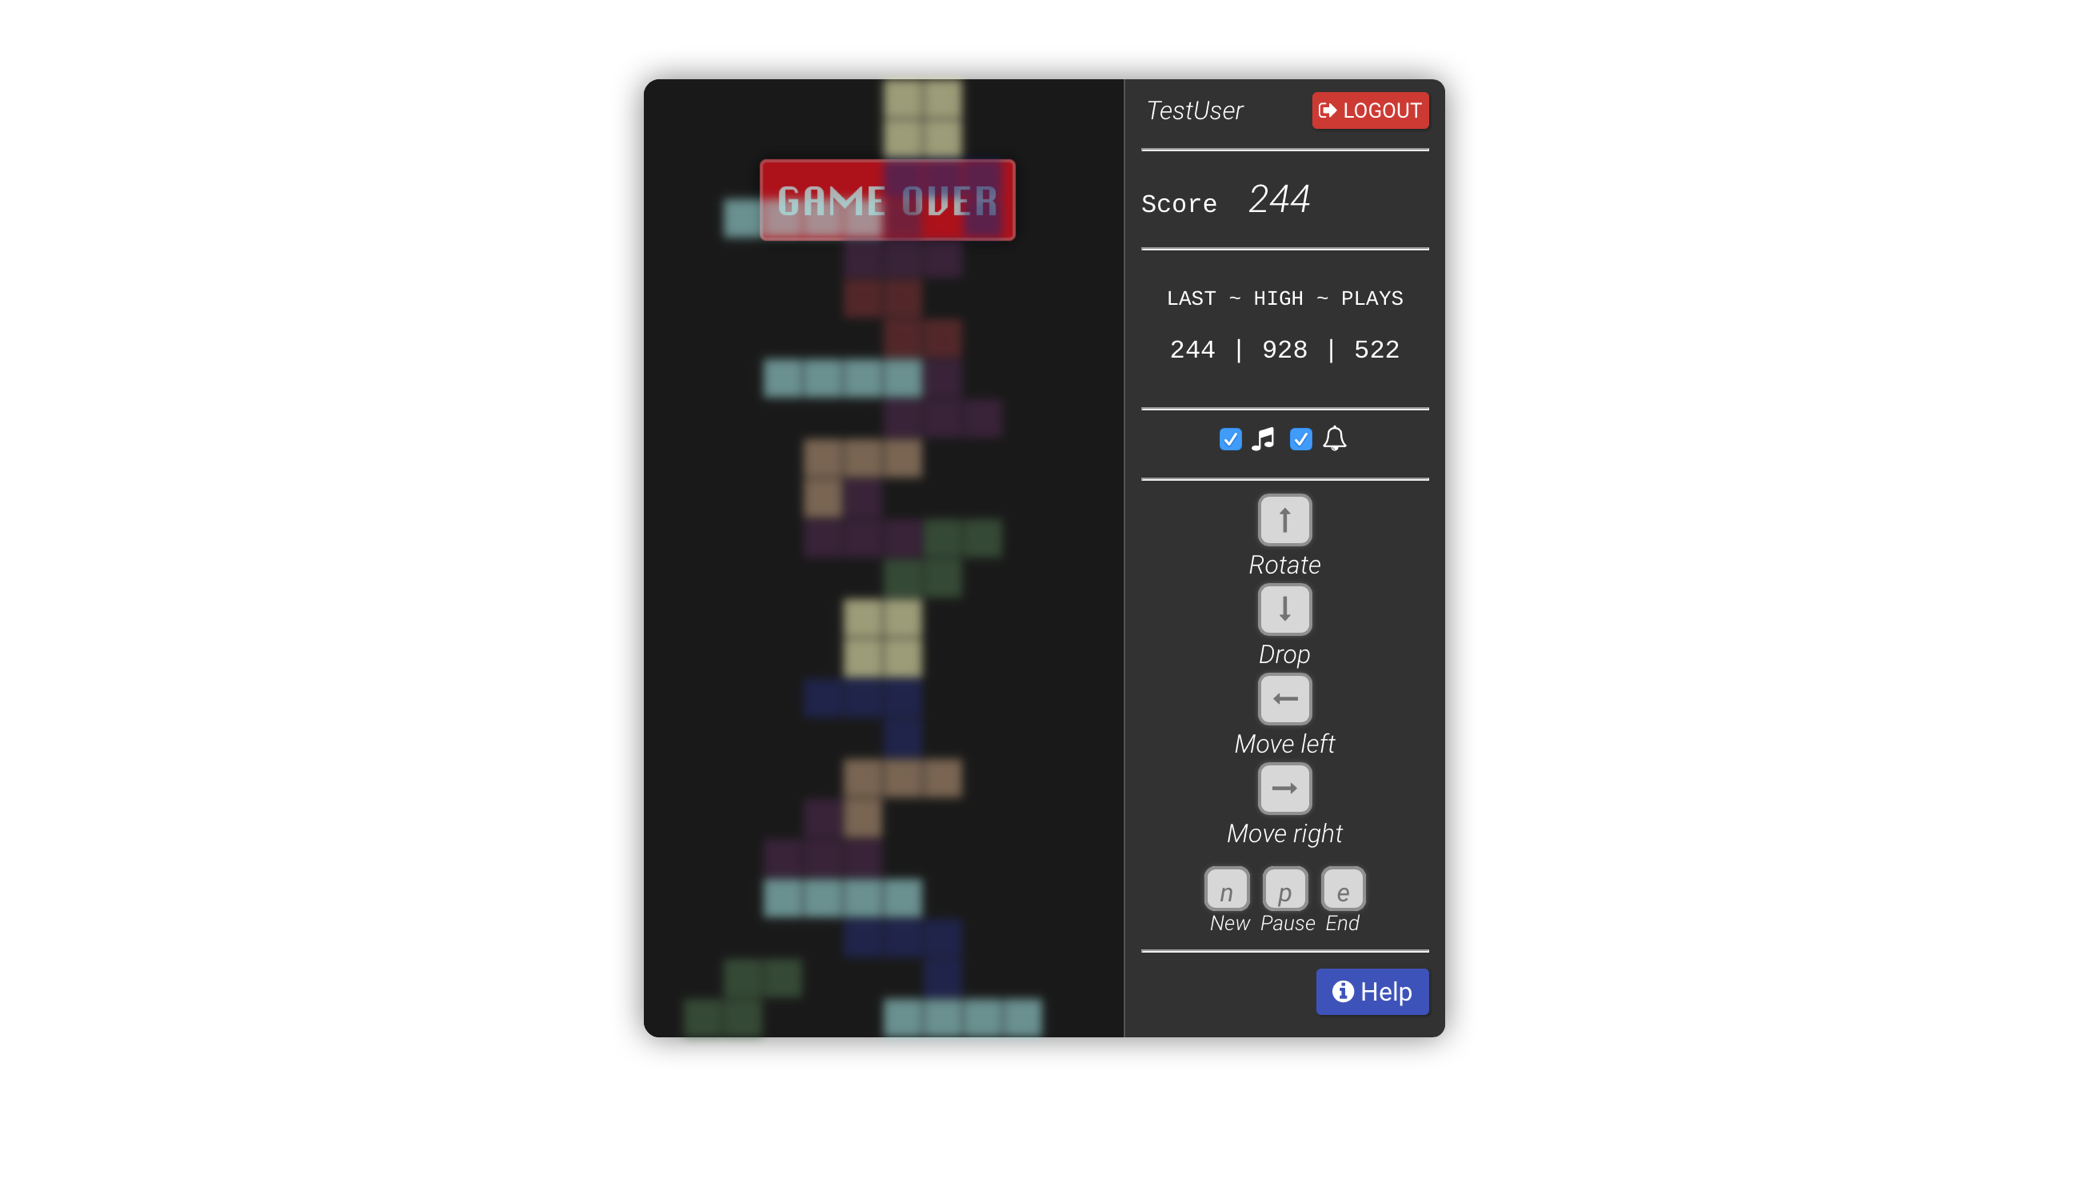 GAME OVER
TestUser
LOGOUT
Score 244
LAST ~ HIGH ~ PLAYS
244 | 928 | 522
↑
Rotate
↓
Drop
←
Move left
→
Move right
n p e
New Pause End
Help